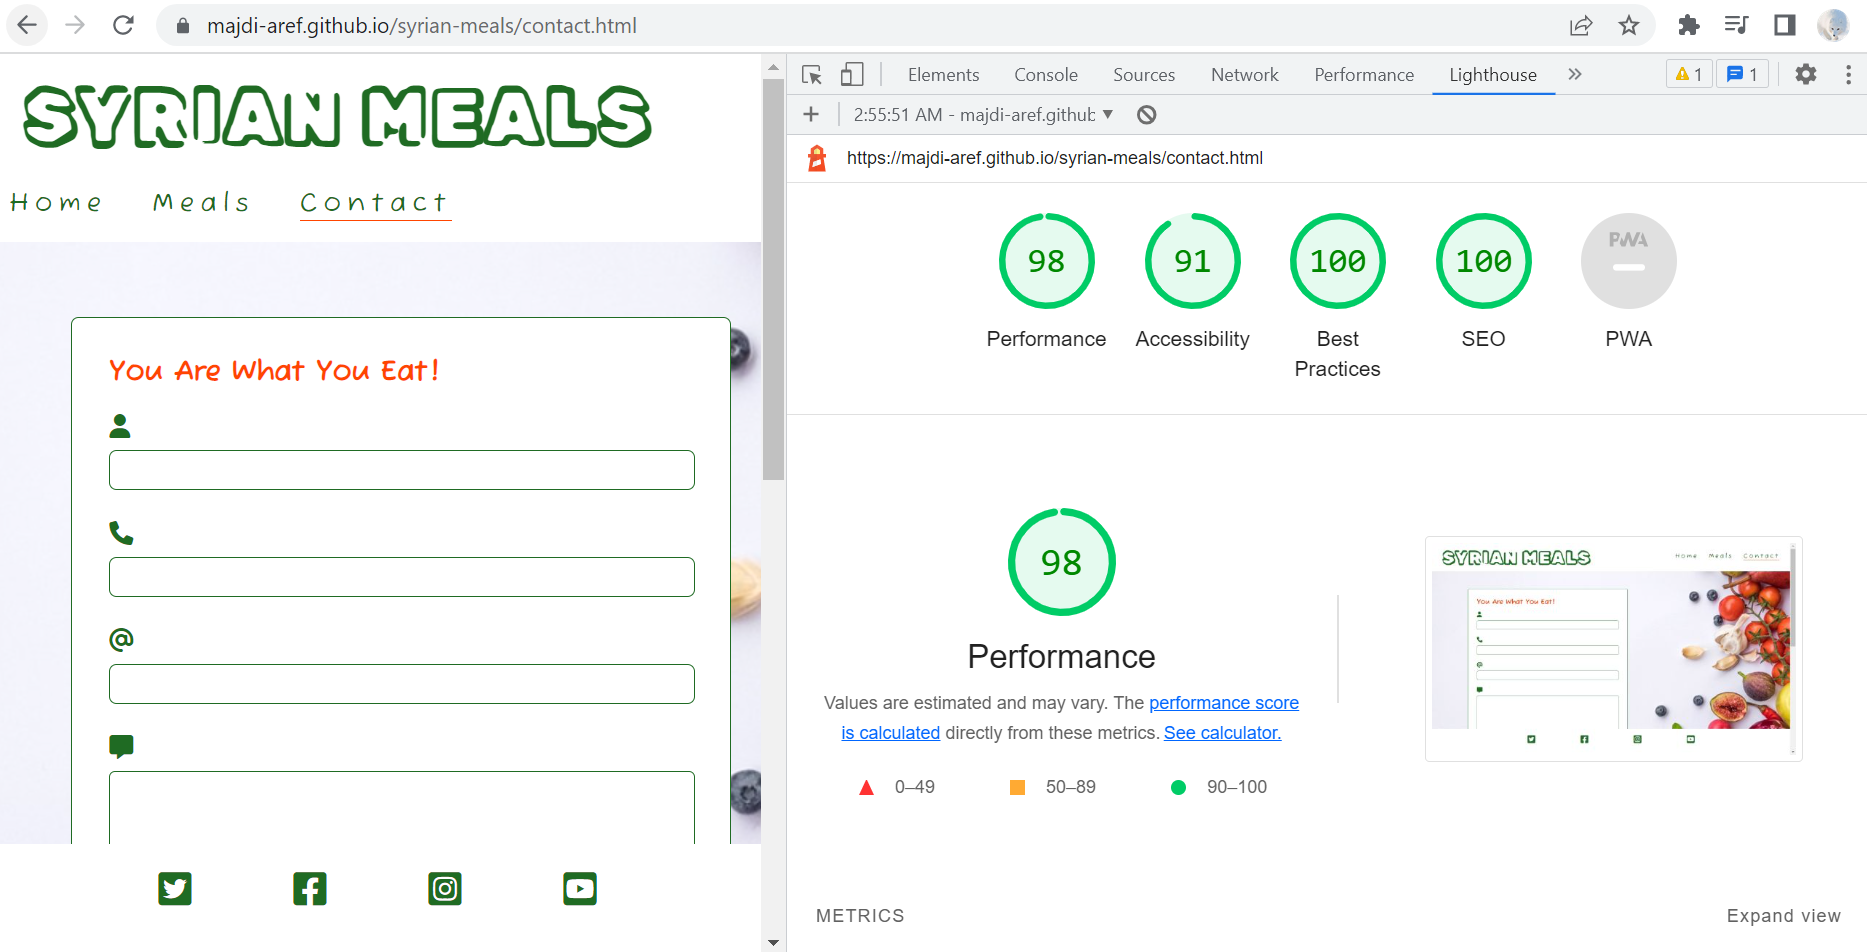 majdi-aref.github.io/syrian-meals/contact.html
SYRIAN MEALS
Home Meals Contact
You Are What You Eat!
Elements Console Sources Network Performance Lighthouse 1 1
2:55:51 AM - majdi-aref.github
https://majdi-aref.github.io/syrian-meals/contact.html
98 91 100 100 PWA
Performance Accessibility Best Practices SEO PWA
98
Performance
Values are estimated and may vary. The performance score
is calculated directly from these metrics. See calculator.
0–49 50–89 90–100
SYRIAN MEALS Home Meals Contact
You Are What You Eat!
METRICS Expand view